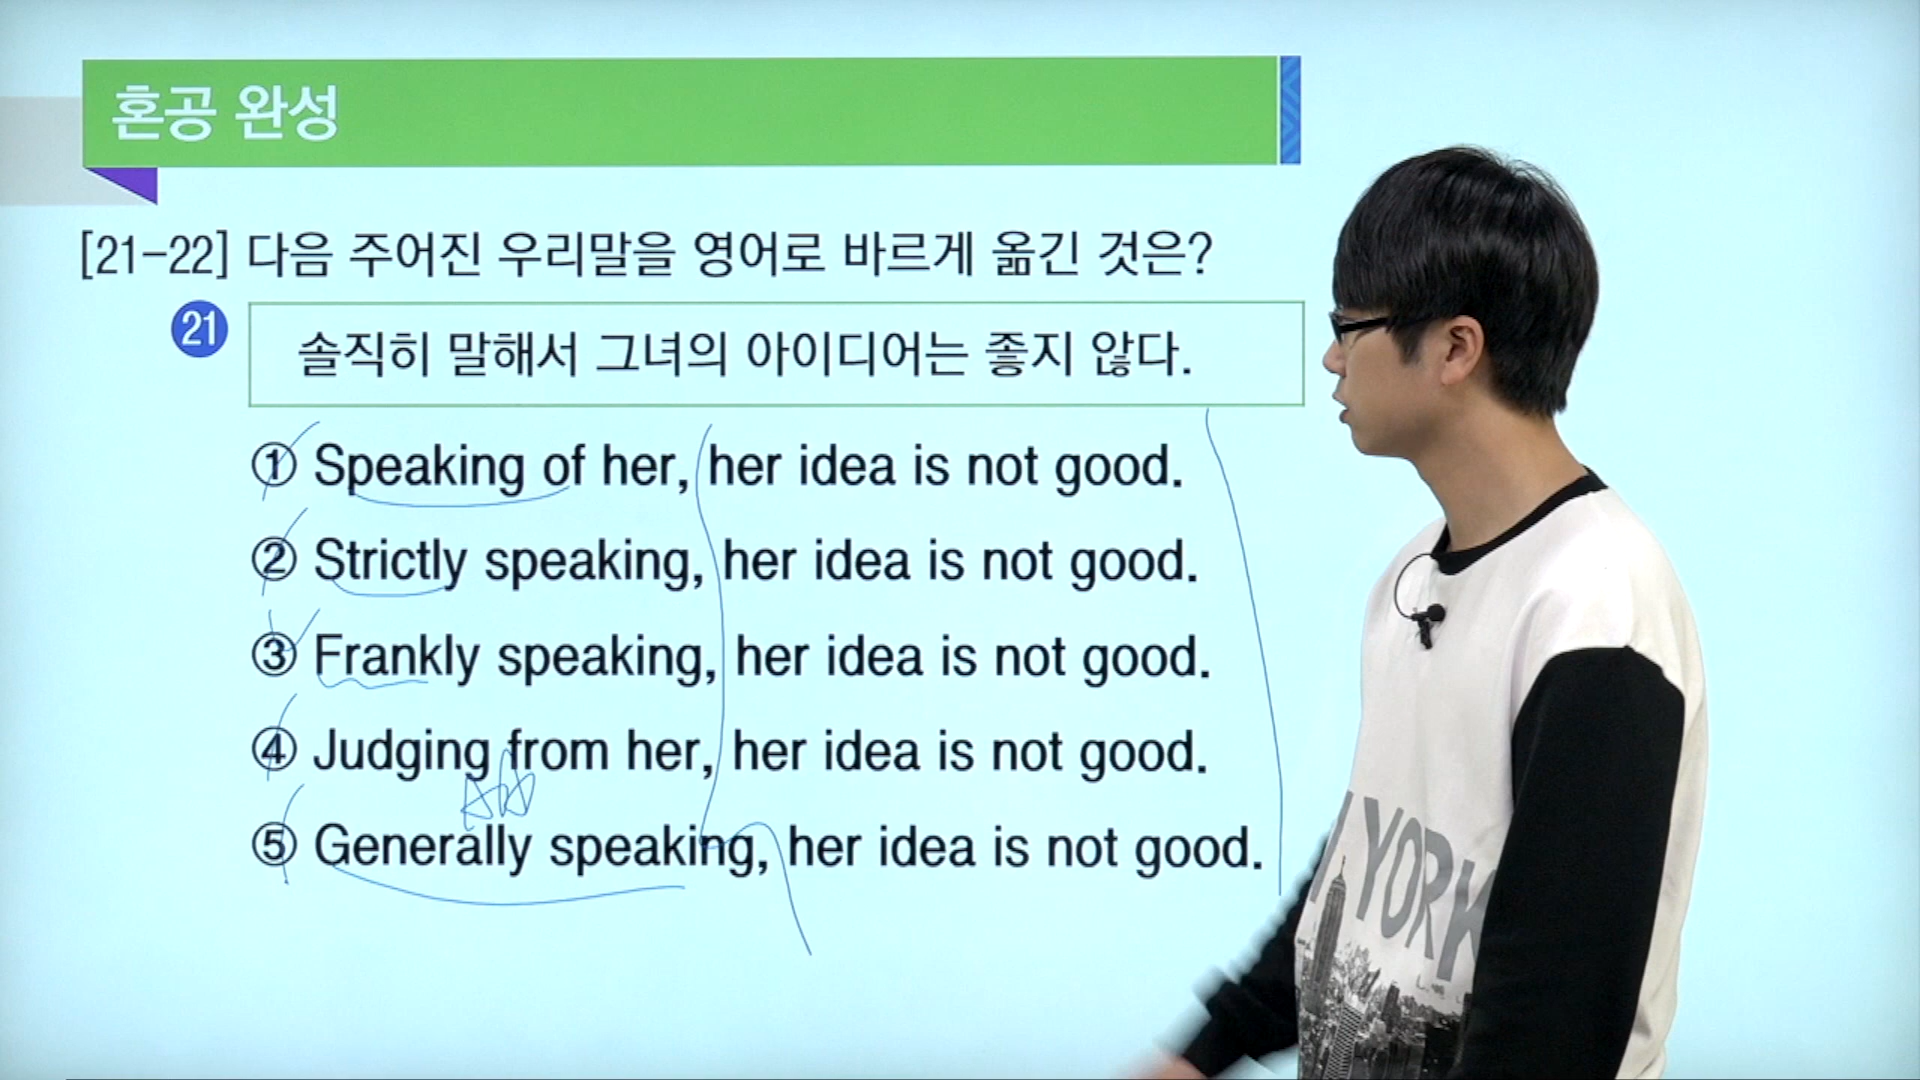 혼공 완성
[21-22] 다음 주어진 우리말을 영어로 바르게 옮긴 것은?
21 솔직히 말해서 그녀의 아이디어는 좋지 않다.
① Speaking of her, her idea is not good.
② Strictly speaking, her idea is not good.
③ Frankly speaking, her idea is not good.
④ Judging from her, her idea is not good.
⑤ Generally speaking, her idea is not good.
YORK